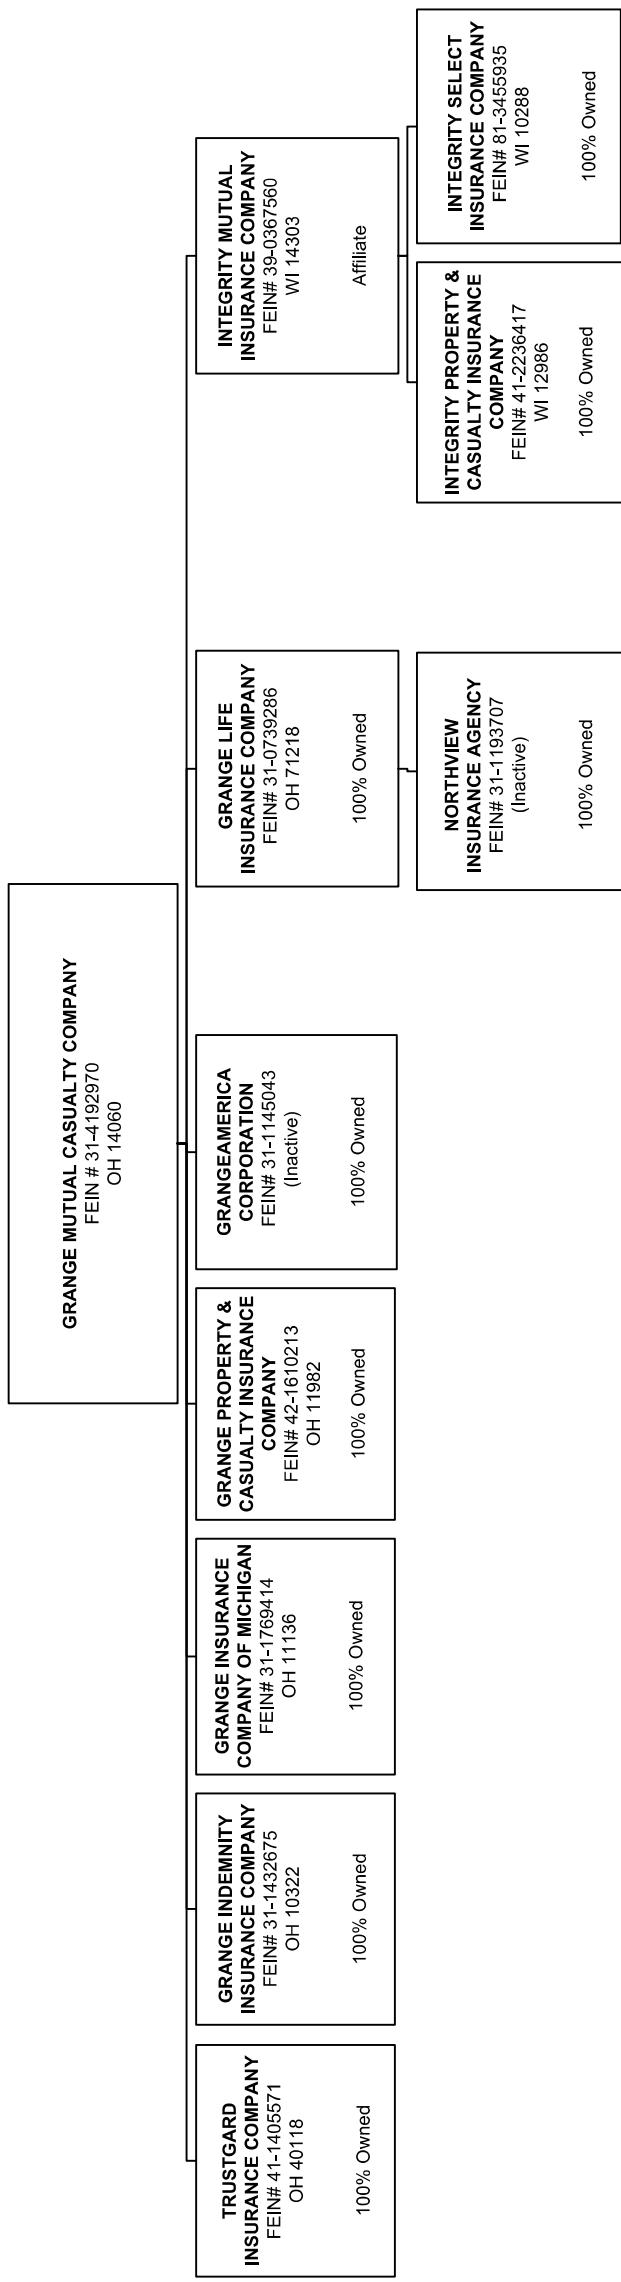 GRANGE MUTUAL CASUALTY COMPANY
FEIN # 31-4192970
OH 14060
TRUSTGARD
INSURANCE COMPANY
FEIN# 41-1405571
OH 40118
100% Owned
GRANGE INDEMNITY
INSURANCE COMPANY
FEIN# 31-1432675
OH 10322
100% Owned
GRANGE INSURANCE
COMPANY OF MICHIGAN
FEIN# 31-1769414
OH 11136
100% Owned
GRANGE PROPERTY &
CASUALTY INSURANCE
COMPANY
FEIN# 42-1610213
OH 11982
100% Owned
GRANGEAMERICA
CORPORATION
FEIN# 31-1145043
(Inactive)
100% Owned
GRANGE LIFE
INSURANCE COMPANY
FEIN# 31-0739286
OH 71218
100% Owned
INTEGRITY MUTUAL
INSURANCE COMPANY
FEIN# 39-0367560
WI 14303
Affiliate
NORTHVIEW
INSURANCE AGENCY
FEIN# 31-1193707
(Inactive)
100% Owned
INTEGRITY PROPERTY &
CASUALTY INSURANCE
COMPANY
FEIN# 41-2236417
WI 12986
100% Owned
INTEGRITY SELECT
INSURANCE COMPANY
FEIN# 81-3455935
WI 10288
100% Owned